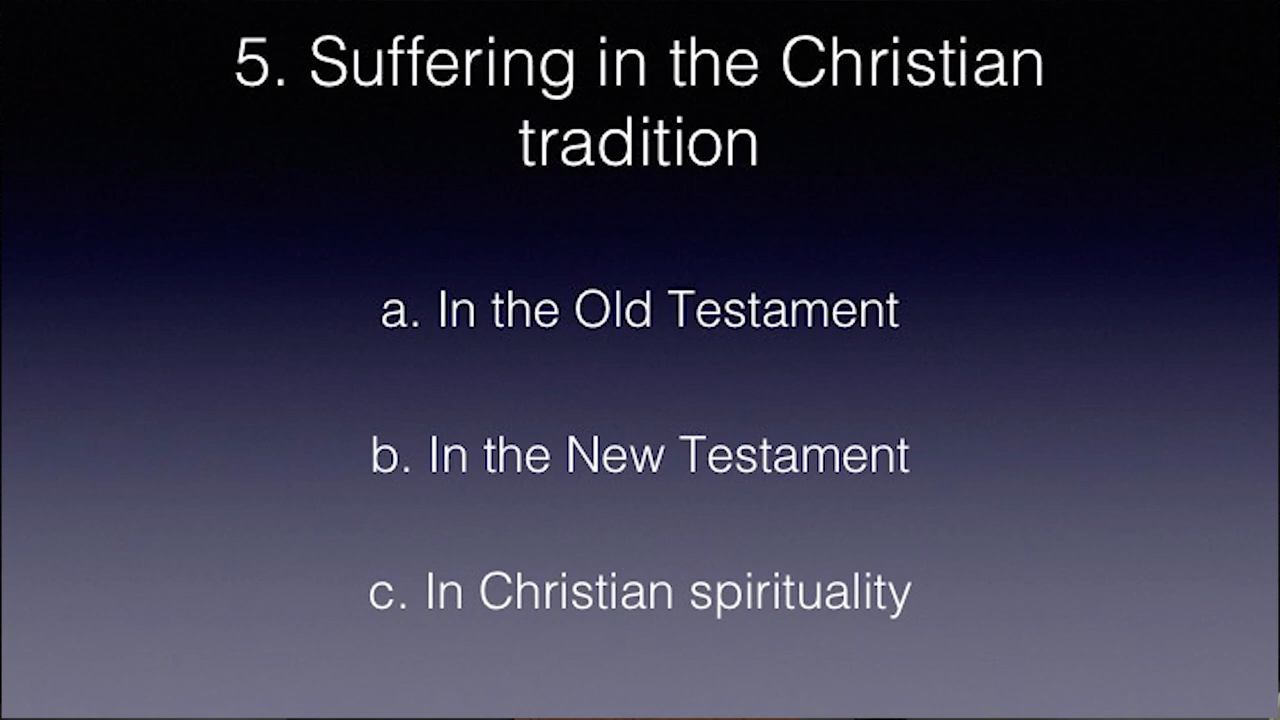 5. Suffering in the Christian
tradition
a. In the Old Testament
b. In the New Testament
c. In Christian spirituality